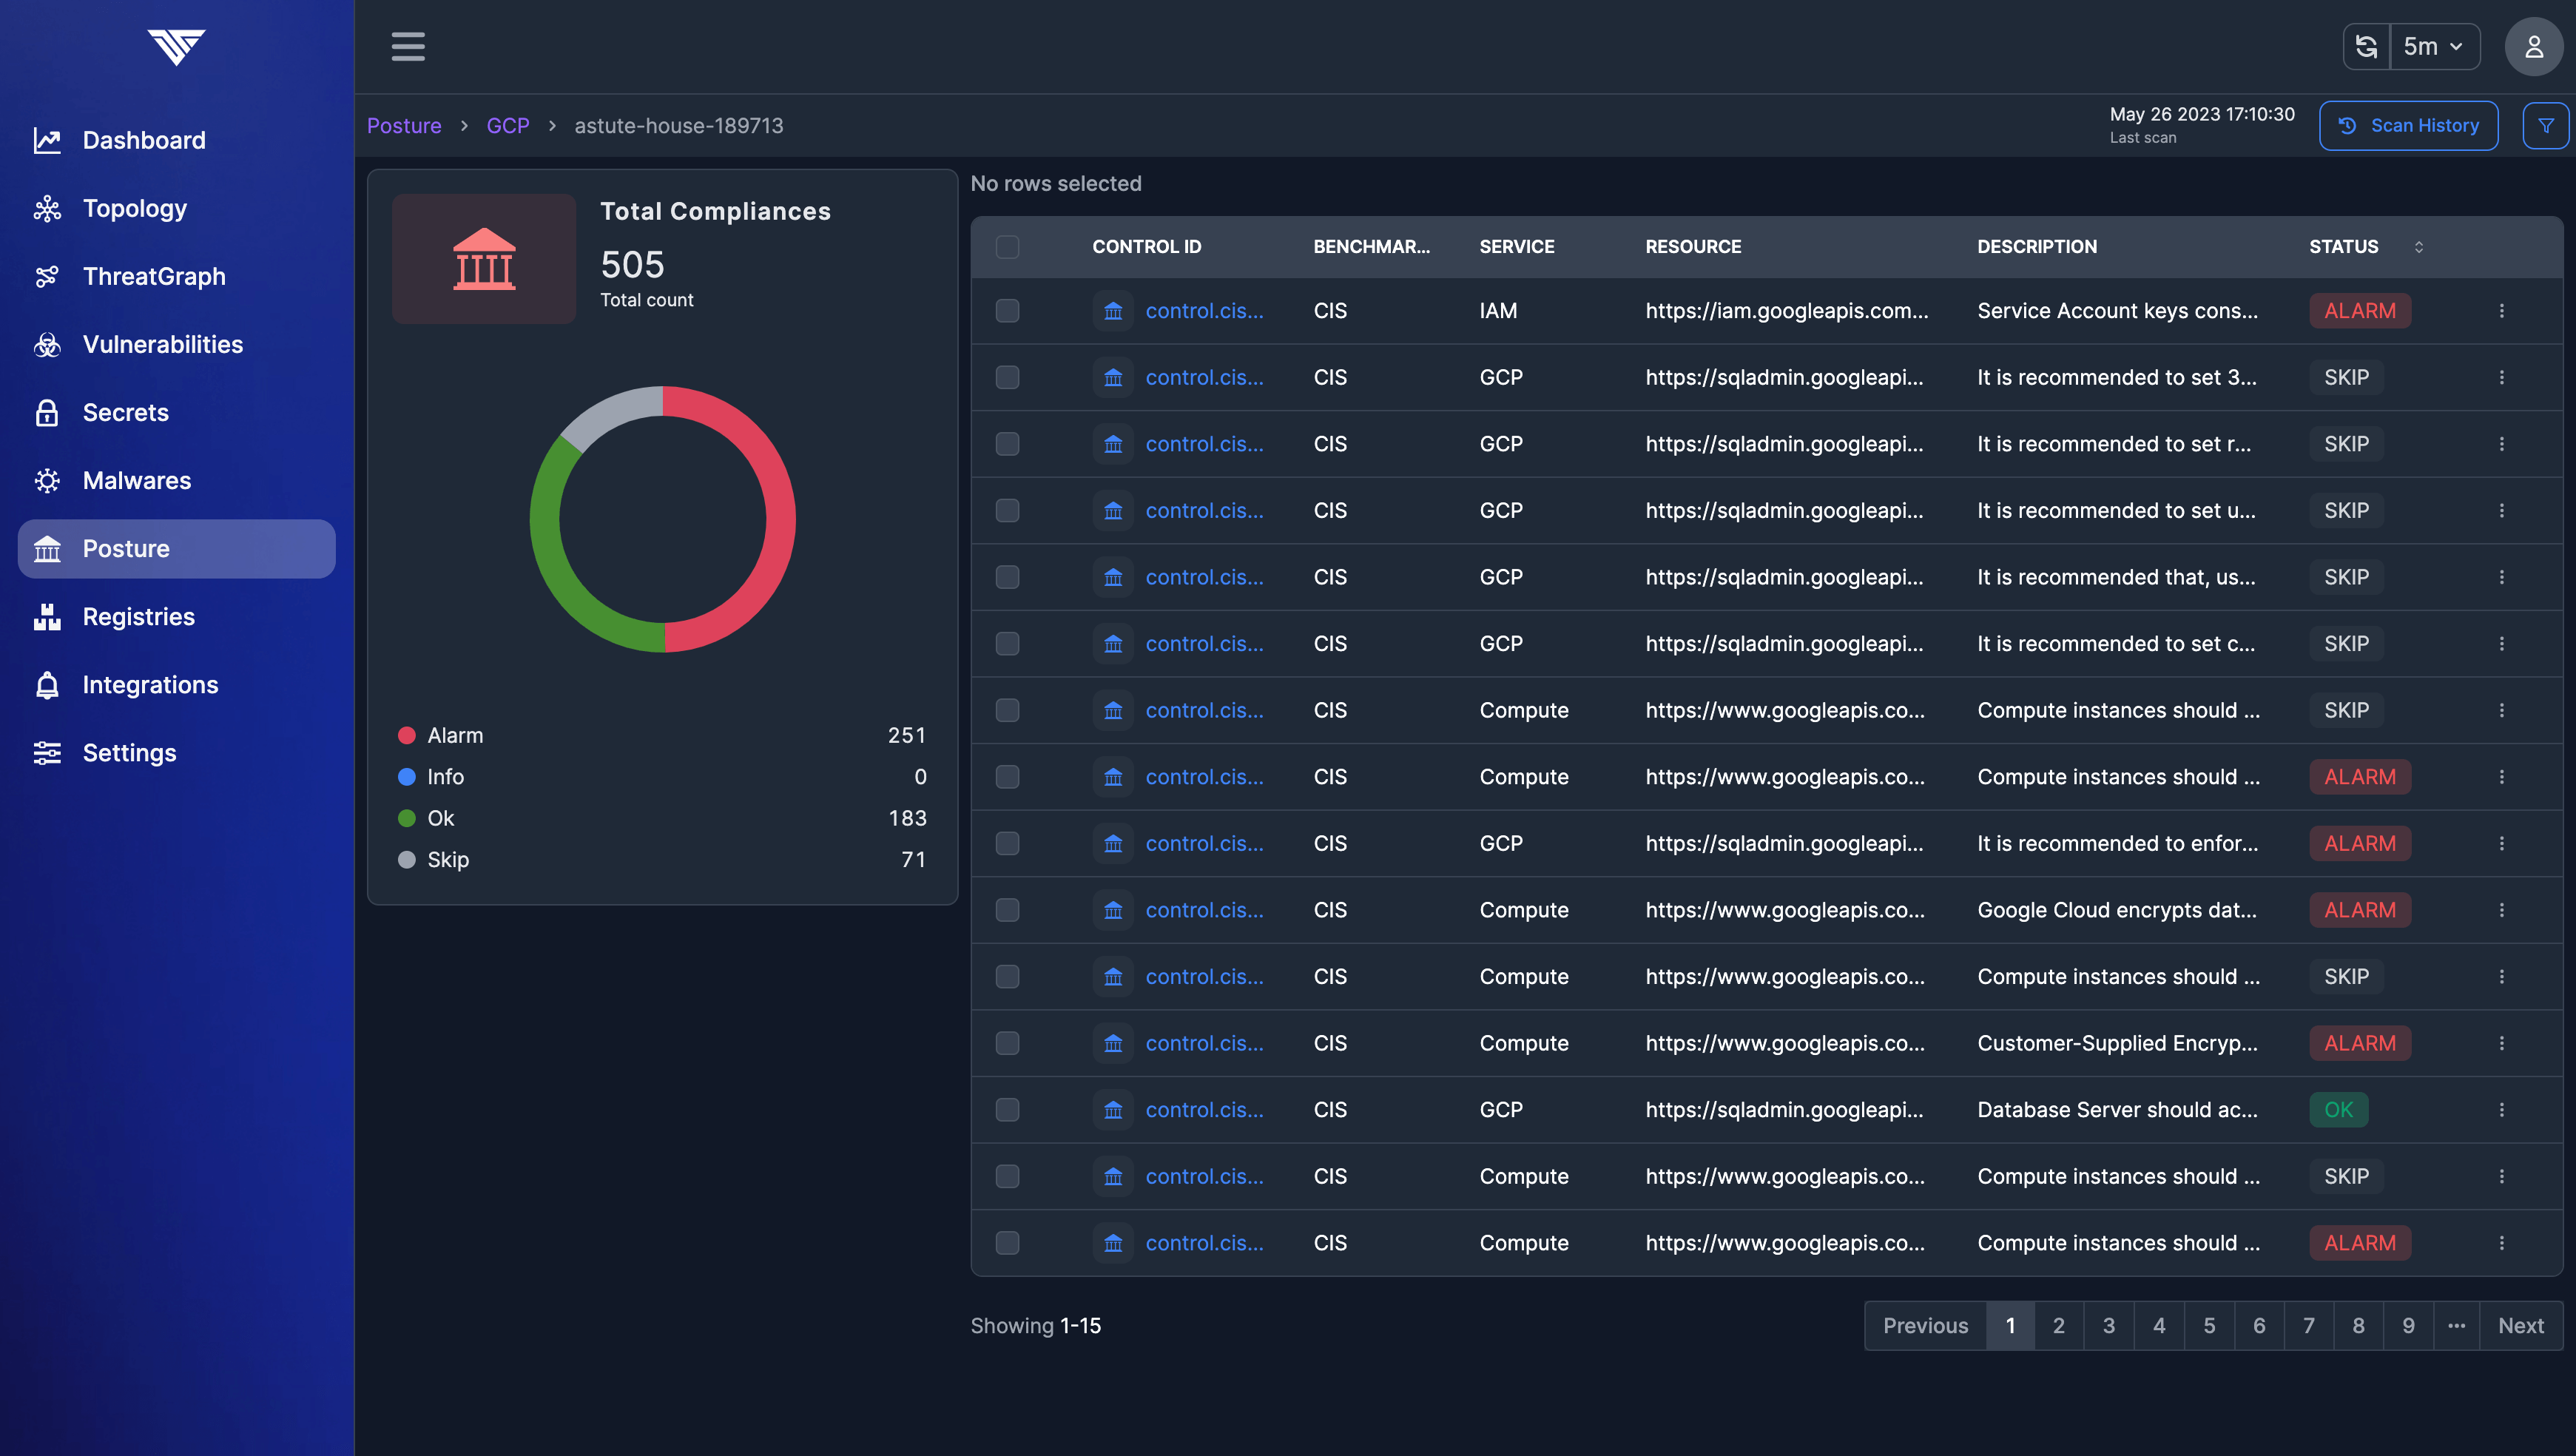 Dashboard
Topology
ThreatGraph
Vulnerabilities
Secrets
Malwares
Posture
Registries
Integrations
Settings
5m
Posture > GCP > astute-house-189713
May 26 2023 17:10:30
Last scan
Scan History
Total Compliances
505
Total count
Alarm 251
Info 0
Ok 183
Skip 71
No rows selected
CONTROL ID BENCHMAR... SERVICE RESOURCE DESCRIPTION STATUS
control.cis... CIS IAM https://iam.googleapis.com... Service Account keys cons... ALARM
control.cis... CIS GCP https://sqladmin.googleapi... It is recommended to set 3... SKIP
control.cis... CIS GCP https://sqladmin.googleapi... It is recommended to set r... SKIP
control.cis... CIS GCP https://sqladmin.googleapi... It is recommended to set u... SKIP
control.cis... CIS GCP https://sqladmin.googleapi... It is recommended that, us... SKIP
control.cis... CIS GCP https://sqladmin.googleapi... It is recommended to set c... SKIP
control.cis... CIS Compute https://www.googleapis.co... Compute instances should ... SKIP
control.cis... CIS Compute https://www.googleapis.co... Compute instances should ... ALARM
control.cis... CIS GCP https://sqladmin.googleapi... It is recommended to enfor... ALARM
control.cis... CIS Compute https://www.googleapis.co... Google Cloud encrypts dat... ALARM
control.cis... CIS Compute https://www.googleapis.co... Compute instances should ... SKIP
control.cis... CIS Compute https://www.googleapis.co... Customer-Supplied Encryp... ALARM
control.cis... CIS GCP https://sqladmin.googleapi... Database Server should ac... OK
control.cis... CIS Compute https://www.googleapis.co... Compute instances should ... SKIP
control.cis... CIS Compute https://www.googleapis.co... Compute instances should ... ALARM
Showing 1-15
Previous 1 2 3 4 5 6 7 8 9 ... Next